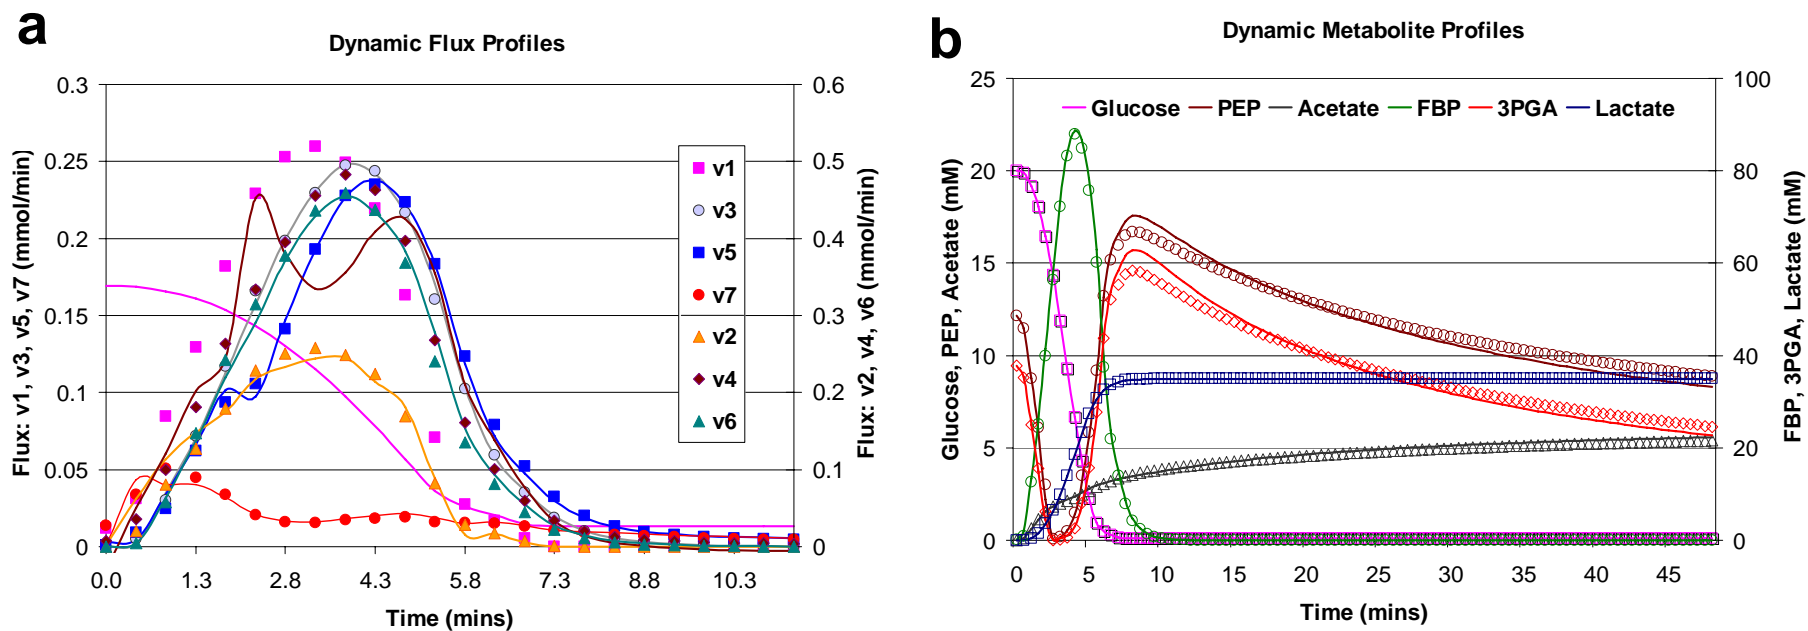 a
Dynamic Flux Profiles
Flux: v1, v3, v5, v7 (mmol/min)
0.3
0.25
0.2
0.15
0.1
0.05
0
0.6
0.5
0.4
0.3
0.2
0.1
0
Flux: v2, v4, v6 (mmol/min)
v1
v3
v5
v7
v2
v4
v6
0.0 1.3 2.8 4.3 5.8 7.3 8.8 10.3
Time (mins)
b
Dynamic Metabolite Profiles
Glucose, PEP, Acetate (mM)
25
20
15
10
5
0
100
80
60
40
20
0
FBP, 3PGA, Lactate (mM)
Glucose PEP Acetate FBP 3PGA Lactate
0 5 10 15 20 25 30 35 40 45
Time (mins)